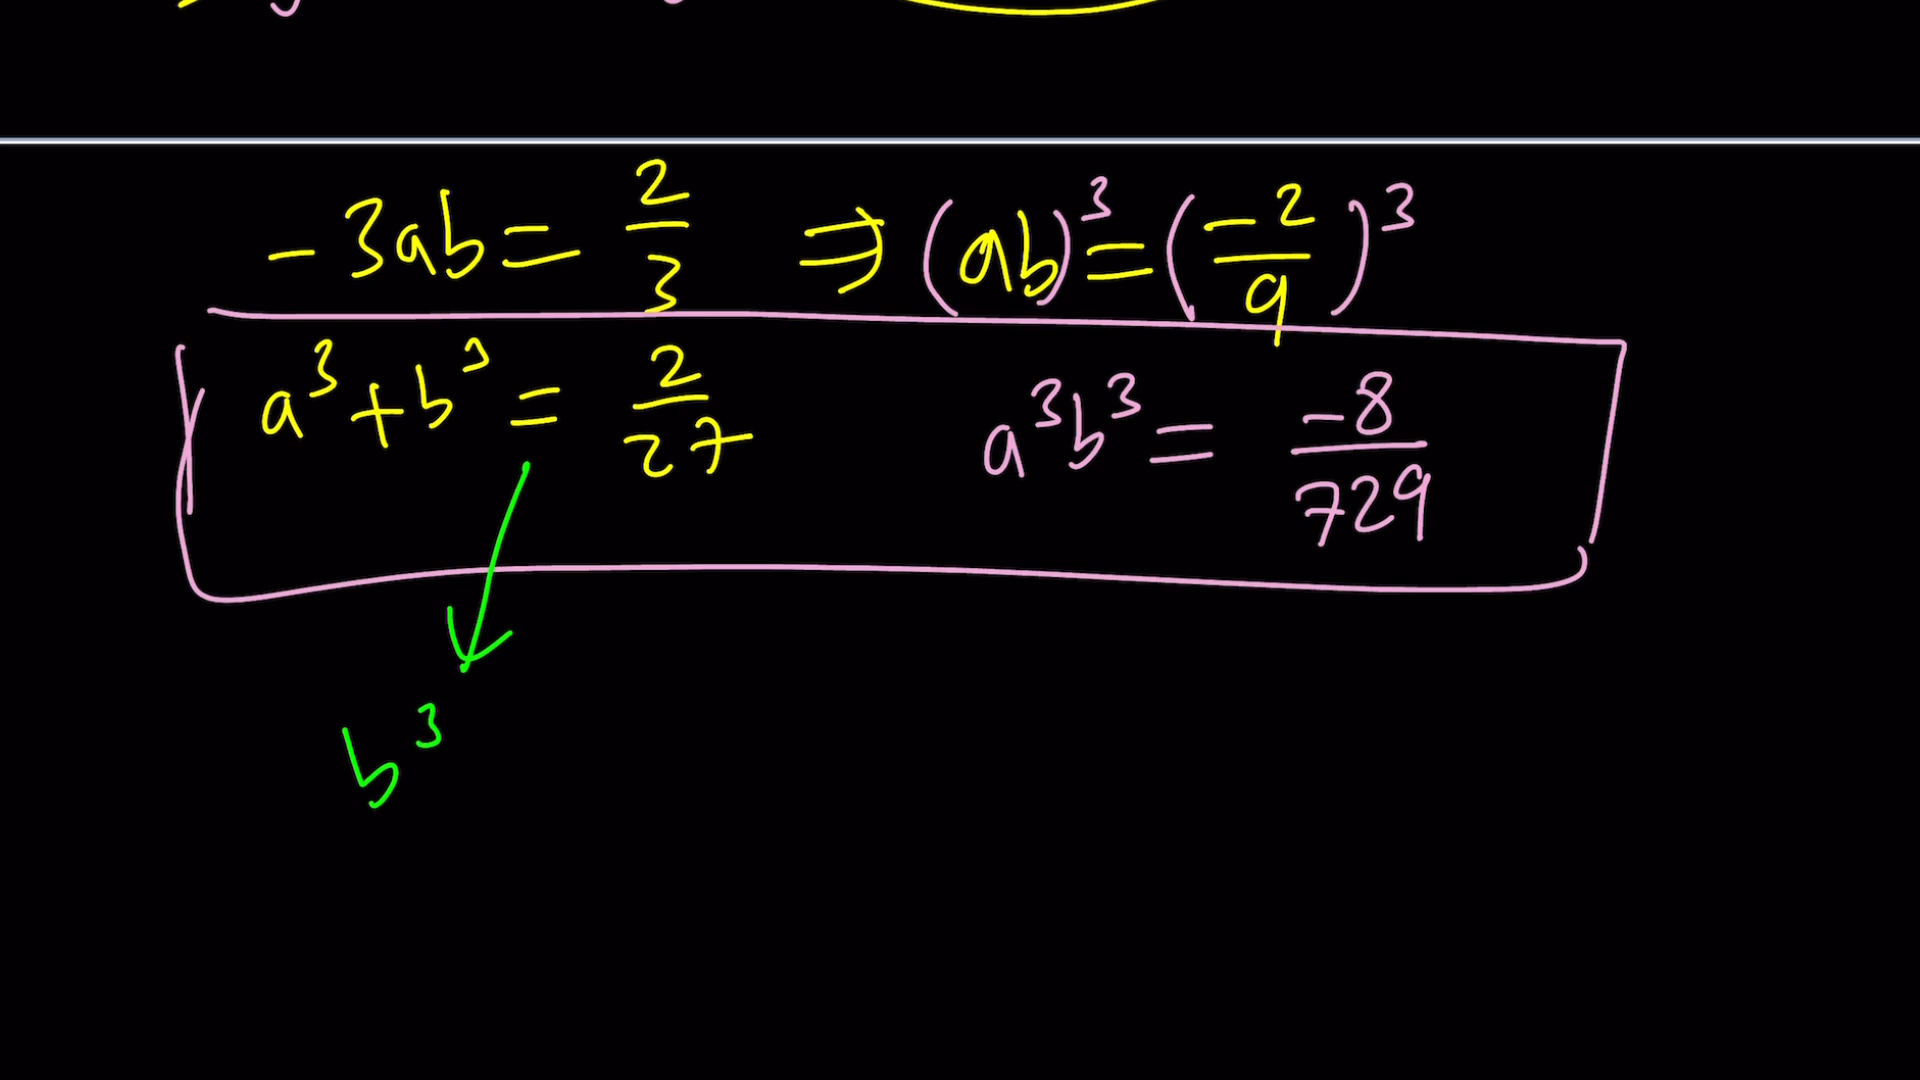 -3ab = 2/3 ⇒ (ab)³ = (-2/9)³
a³ + b³ = 2/27 a³b³ = -8/729
b³